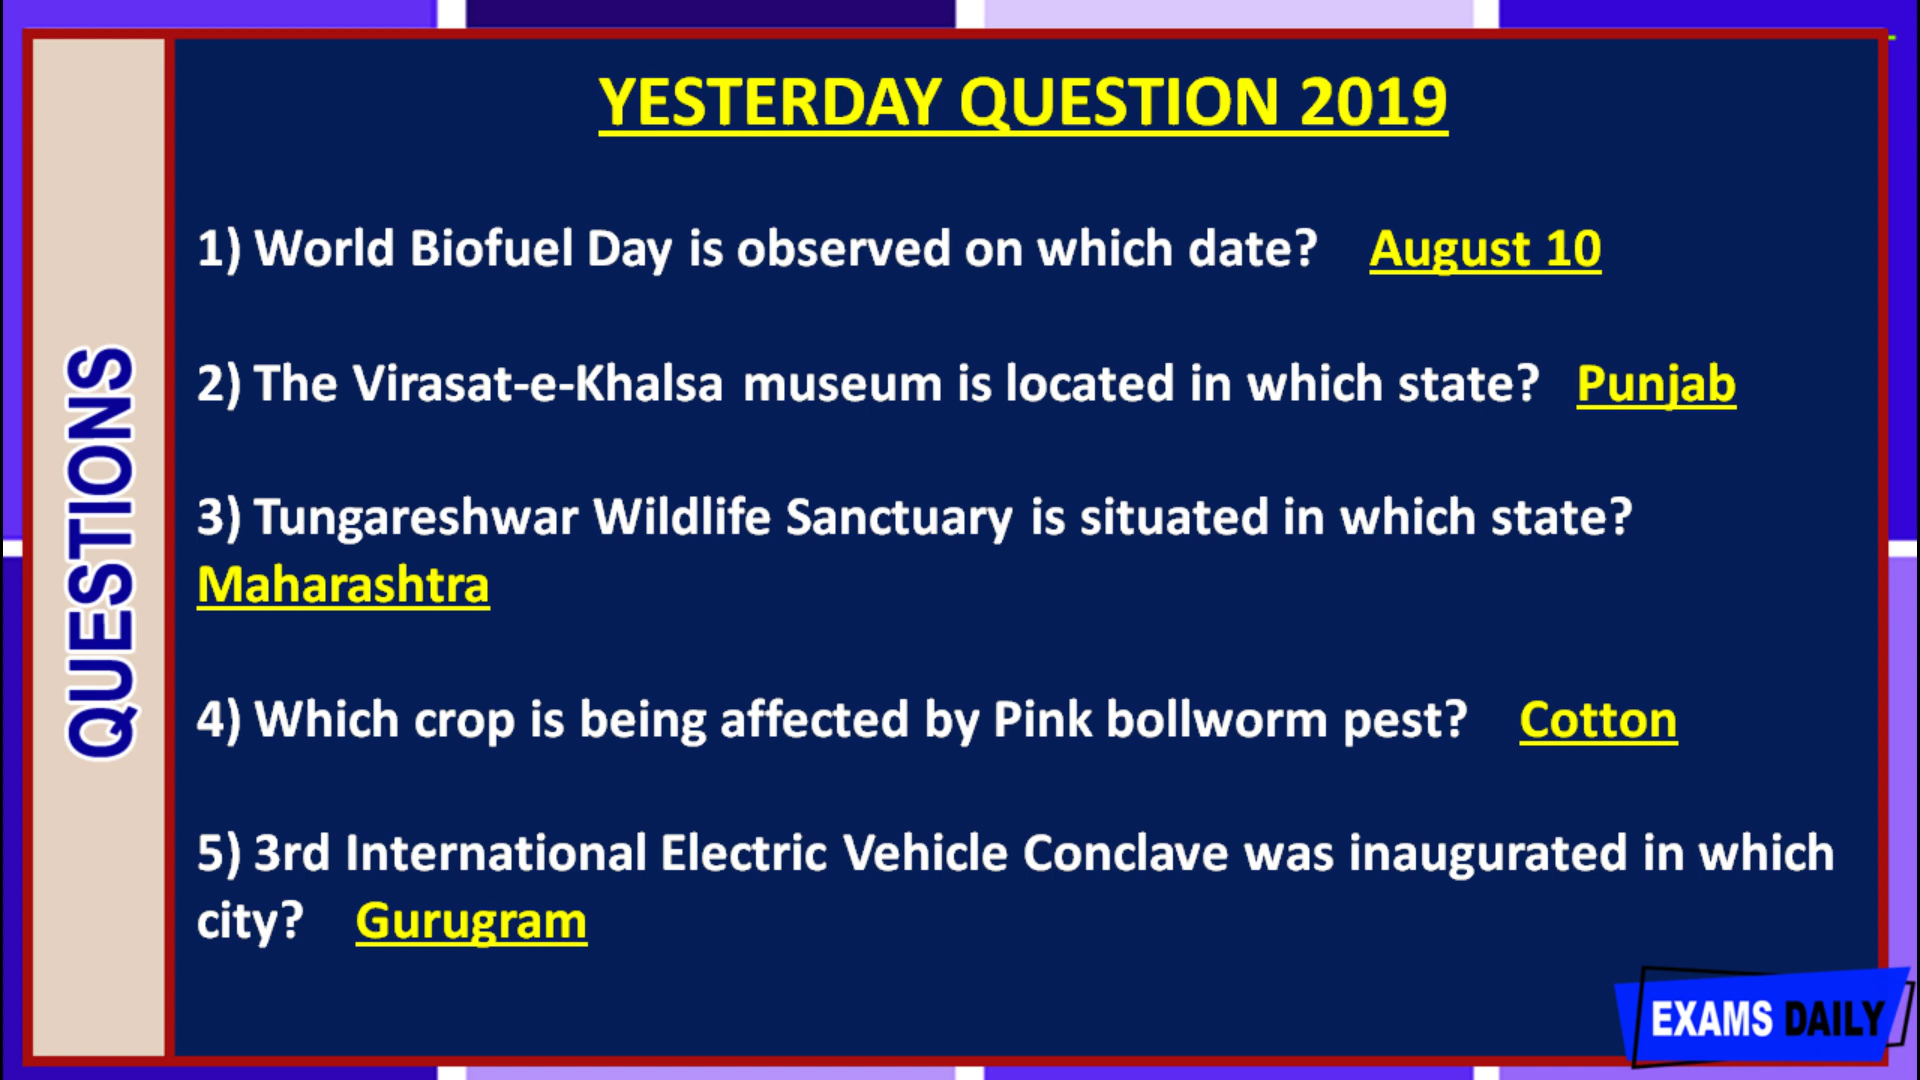 YESTERDAY QUESTION 2019
QUESTIONS
1) World Biofuel Day is observed on which date? August 10
2) The Virasat-e-Khalsa museum is located in which state? Punjab
3) Tungareshwar Wildlife Sanctuary is situated in which state?
Maharashtra
4) Which crop is being affected by Pink bollworm pest? Cotton
5) 3rd International Electric Vehicle Conclave was inaugurated in which
city? Gurugram
EXAMS DAILY